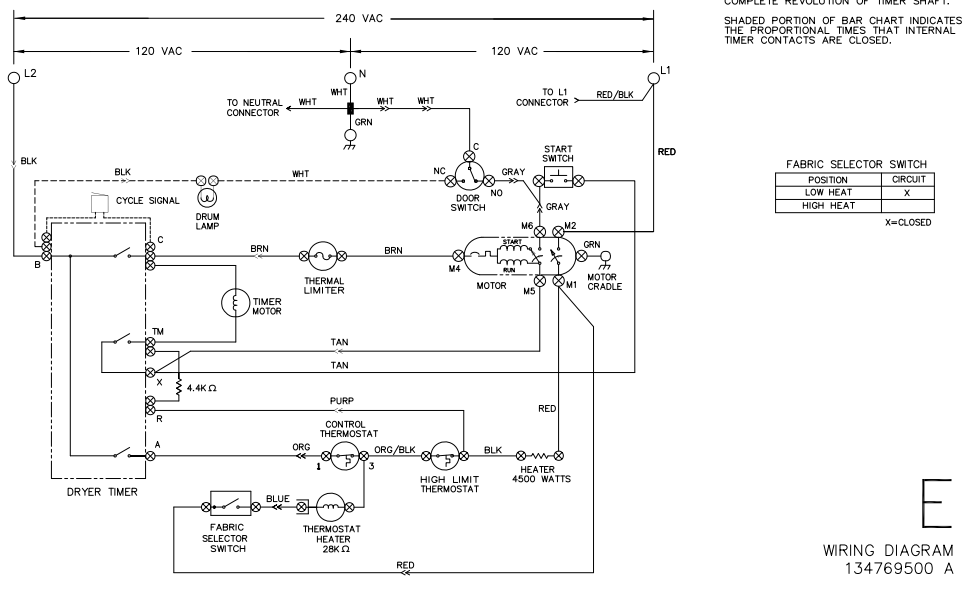 COMPLETE REVOLUTION OF TIMER SHAFT.
SHADED PORTION OF BAR CHART INDICATES
THE PROPORTIONAL TIMES THAT INTERNAL
TIMER CONTACTS ARE CLOSED.
240 VAC
120 VAC
120 VAC
L2
N
L1
WHT
TO NEUTRAL
CONNECTOR
WHT
WHT
WHT
GRN
TO L1
CONNECTOR
RED/BLK
BLK
RED
C
START
SWITCH
BLK
WHT
NC
GRAY
NO
DOOR
SWITCH
GRAY
CYCLE SIGNAL
DRUM
LAMP
M6
M2
C
START
GRN
B
BRN
BRN
M4
RUN
THERMAL
LIMITER
MOTOR
M5
M1
MOTOR
CRADLE
TIMER
MOTOR
TM
TAN
TAN
X
4.4KΩ
PURP
RED
R
CONTROL
THERMOSTAT
A
ORG
ORG/BLK
BLK
1
3
HEATER
4500 WATTS
HIGH LIMIT
THERMOSTAT
DRYER TIMER
BLUE
FABRIC
SELECTOR
SWITCH
THERMOSTAT
HEATER
28KΩ
RED
FABRIC SELECTOR SWITCH
POSITION CIRCUIT
LOW HEAT X
HIGH HEAT
X=CLOSED
E
WIRING DIAGRAM
134769500 A